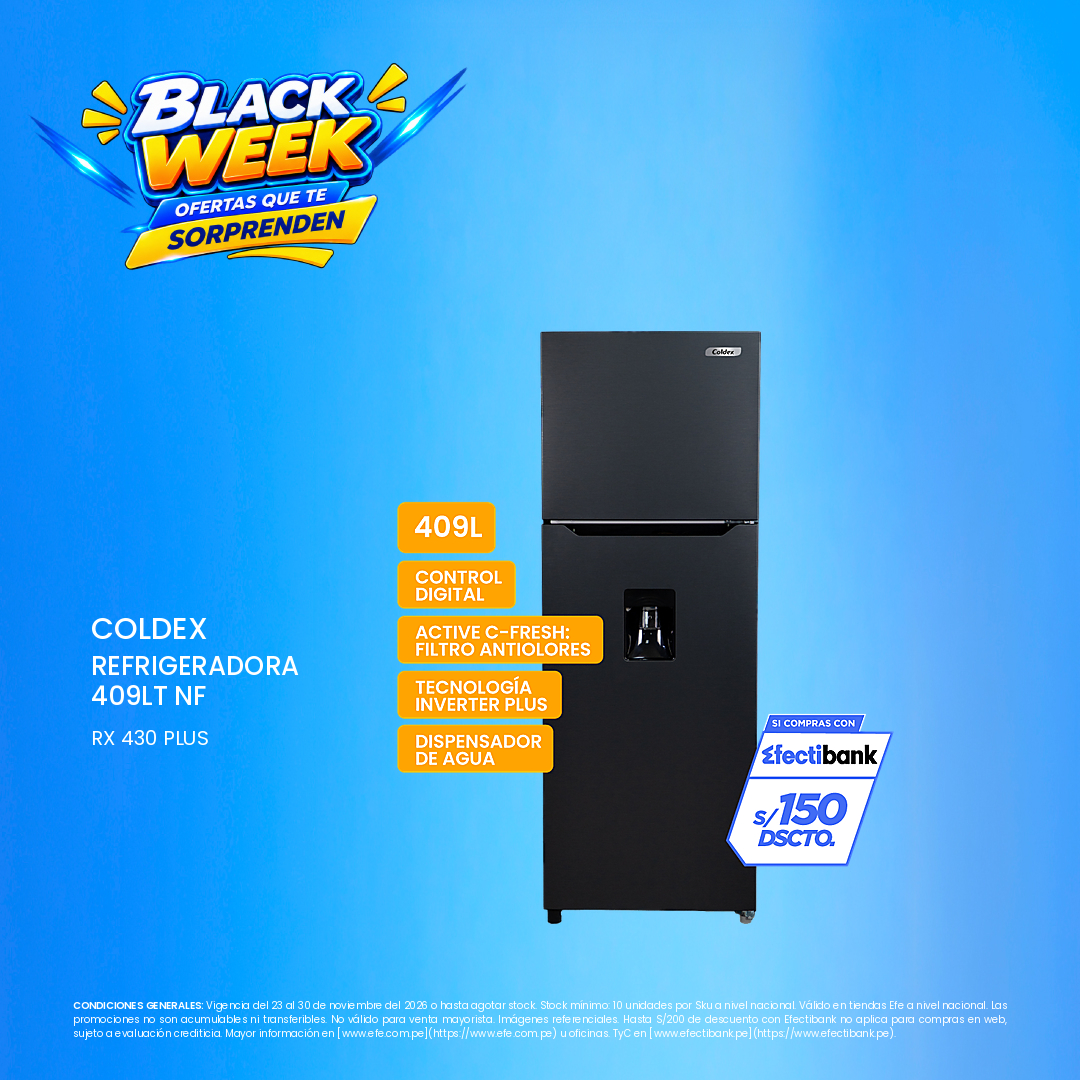 BLACK
WEEK
OFERTAS QUE TE
SORPRENDEN
Coldex
409L
CONTROL
DIGITAL
ACTIVE C-FRESH:
FILTRO ANTIOLORES
TECNOLOGÍA
INVERTER PLUS
DISPENSADOR
DE AGUA
COLDEX
REFRIGERADORA
409LT NF
RX 430 PLUS
SI COMPRAS CON
Efectibank
S/150
DSCTO.
CONDICIONES GENERALES: Vigencia del 23 al 30 de noviembre del 2026 o hasta agotar stock. Stock mínimo: 10 unidades por Sku a nivel nacional. Válido en tiendas Efe a nivel nacional. Las
promociones no son acumulables ni transferibles. No válido para venta mayorista. Imágenes referenciales. Hasta S/200 de descuento con Efectibank no aplica para compras en web,
sujeto a evaluación crediticia. Mayor información en [www.efe.com.pe](https://www.efe.com.pe) u oficinas. TyC en [www.efectibank.pe](https://www.efectibank.pe).